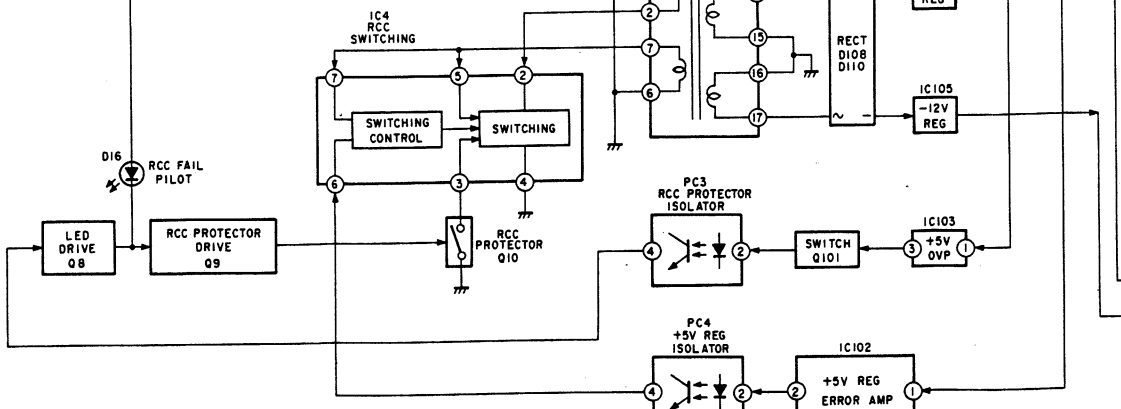 REG
IC4
RCC
SWITCHING
2
15
RECT
D108
D110
7
7
5
2
16
6
IC105
-12V
REG
17
~ −
SWITCHING
CONTROL
SWITCHING
D16
RCC FAIL
PILOT
6
3
4
PC3
RCC PROTECTOR
ISOLATOR
LED
DRIVE
Q8
RCC PROTECTOR
DRIVE
Q9
RCC
PROTECTOR
Q10
4
2
SWITCH
Q101
IC103
3
+5V
OVP
1
PC4
+5V REG
ISOLATOR
IC102
4
2
2
+5V REG
ERROR AMP
1